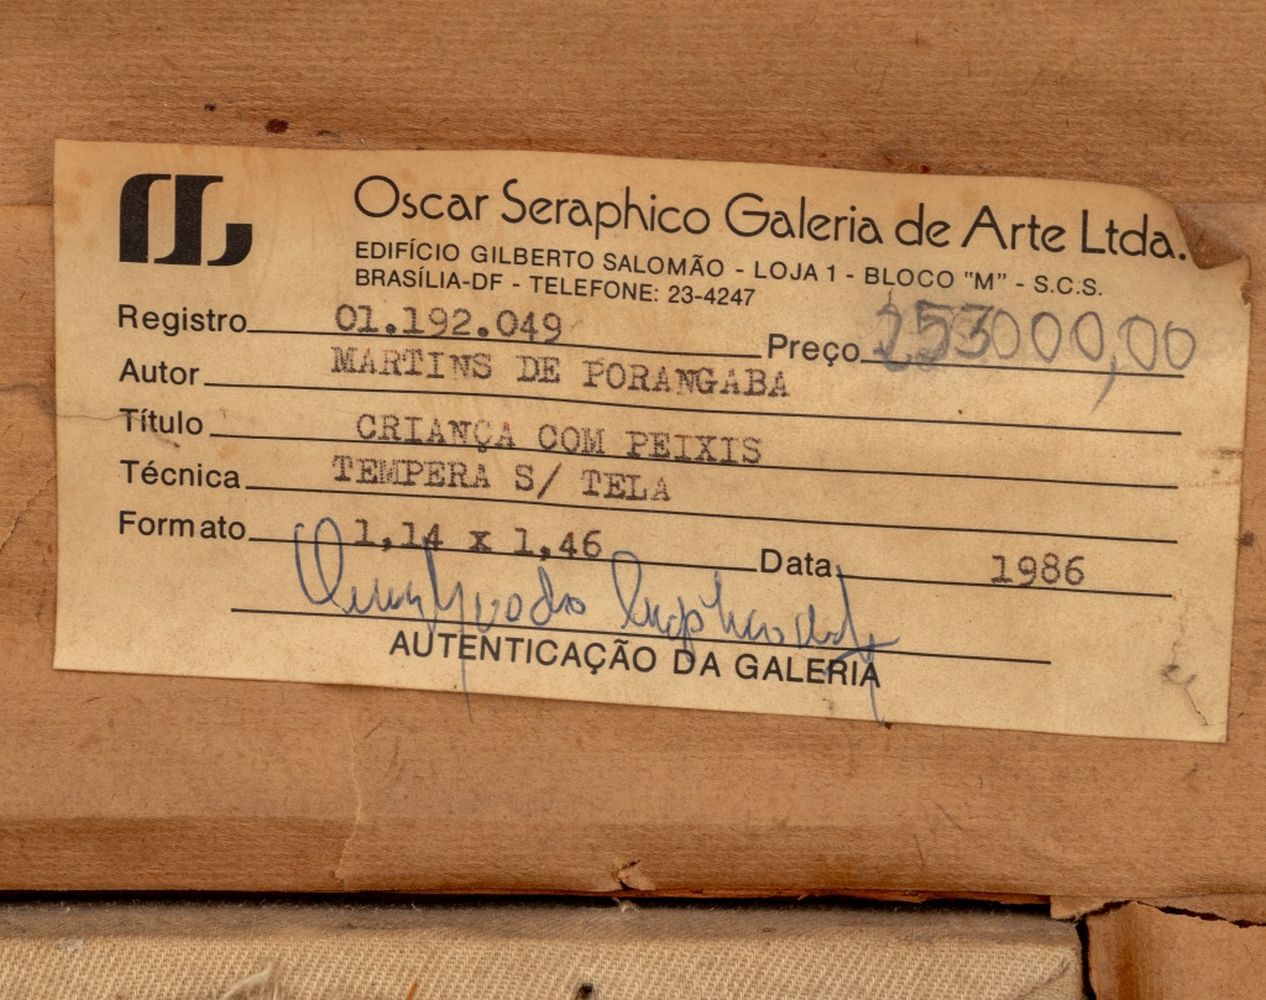 Oscar Seraphico Galeria de Arte Ltda.
EDIFÍCIO GILBERTO SALOMÃO - LOJA 1 - BLOCO "M" - S.C.S.
BRASÍLIA-DF - TELEFONE: 23-4247
Registro 01.192.049 Preço 253000,00
Autor MARTINS DE PORANGABA
Título CRIANÇA COM PEIXIS
Técnica TEMPERA S/ TELA
Formato 1,14 x 1,46 Data 1986
AUTENTICAÇÃO DA GALERIA